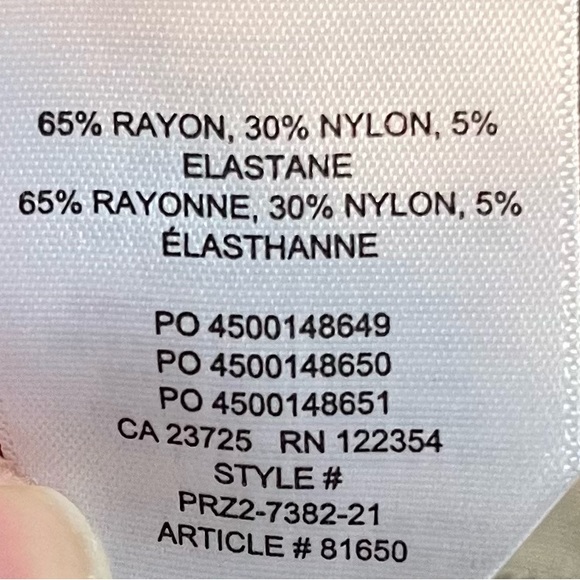 65% RAYON, 30% NYLON, 5%
ELASTANE
65% RAYONNE, 30% NYLON, 5%
ÉLASTHANNE
PO 4500148649
PO 4500148650
PO 4500148651
CA 23725 RN 122354
STYLE #
PRZ2-7382-21
ARTICLE # 81650